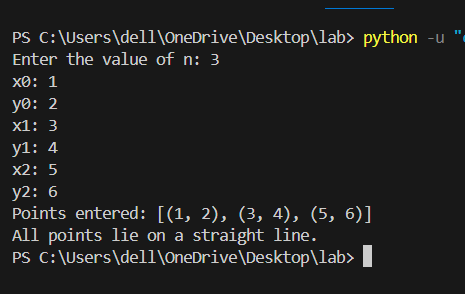 PS C:\Users\dell\OneDrive\Desktop\lab> python -u "
Enter the value of n: 3
x0: 1
y0: 2
x1: 3
y1: 4
x2: 5
y2: 6
Points entered: [(1, 2), (3, 4), (5, 6)]
All points lie on a straight line.
PS C:\Users\dell\OneDrive\Desktop\lab>